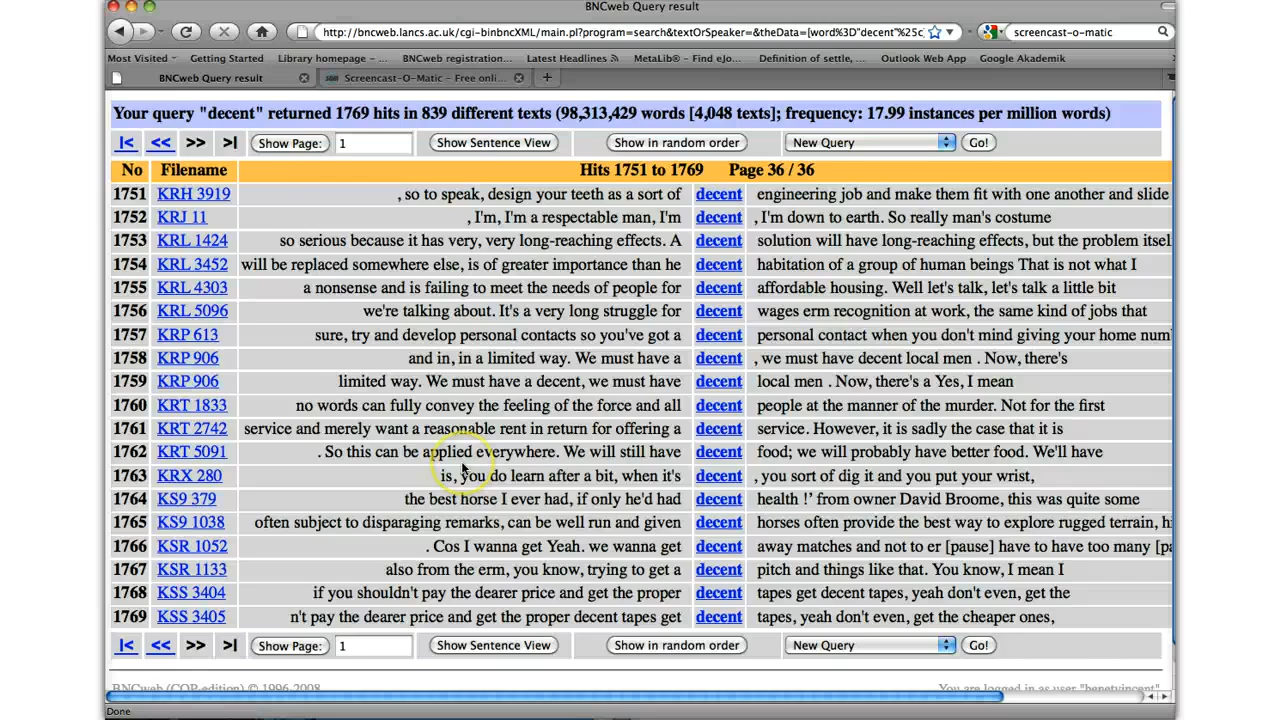 BNCweb Query result
http://bncweb.lancs.ac.uk/cgi-binbncXML/main.pl?program=search&textOrSpeaker=&theData=[word%3D"decent"%25c screencast-o-matic
Most Visited Getting Started Library homepage - ... BNCweb registration... Latest Headlines MetaLib® - Find eJo... Definition of settle, ... Outlook Web App Google Akademik
BNCweb Query result Screencast-O-Matic - Free onli... +
Your query "decent" returned 1769 hits in 839 different texts (98,313,429 words [4,048 texts]; frequency: 17.99 instances per million words)
|< << >> >| Show Page: 1 Show Sentence View Show in random order New Query Go!
No Filename Hits 1751 to 1769 Page 36 / 36
1751 KRH 3919 , so to speak, design your teeth as a sort of decent engineering job and make them fit with one another and slide
1752 KRJ 11 , I'm, I'm a respectable man, I'm decent , I'm down to earth. So really man's costume
1753 KRL 1424 so serious because it has very, very long-reaching effects. A decent solution will have long-reaching effects, but the problem itsel
1754 KRL 3452 will be replaced somewhere else, is of greater importance than he decent habitation of a group of human beings That is not what I
1755 KRL 4303 a nonsense and is failing to meet the needs of people for decent affordable housing. Well let's talk, let's talk a little bit
1756 KRL 5096 we're talking about. It's a very long struggle for decent wages erm recognition at work, the same kind of jobs that
1757 KRP 613 sure, try and develop personal contacts so you've got a decent personal contact when you don't mind giving your home num
1758 KRP 906 and in, in a limited way. We must have a decent , we must have decent local men . Now, there's
1759 KRP 906 limited way. We must have a decent, we must have decent local men . Now, there's a Yes, I mean
1760 KRT 1833 no words can fully convey the feeling of the force and all decent people at the manner of the murder. Not for the first
1761 KRT 2742 service and merely want a reasonable rent in return for offering a decent service. However, it is sadly the case that it is
1762 KRT 5091 . So this can be applied everywhere. We will still have decent food; we will probably have better food. We'll have
1763 KRX 280 is, you do learn after a bit, when it's decent , you sort of dig it and you put your wrist,
1764 KS9 379 the best horse I ever had, if only he'd had decent health !' from owner David Broome, this was quite some
1765 KS9 1038 often subject to disparaging remarks, can be well run and given decent horses often provide the best way to explore rugged terrain, hi
1766 KSR 1052 . Cos I wanna get Yeah. we wanna get decent away matches and not to er [pause] have to have too many [pa
1767 KSR 1133 also from the erm, you know, trying to get a decent pitch and things like that. You know, I mean I
1768 KSS 3404 if you shouldn't pay the dearer price and get the proper decent tapes get decent tapes, yeah don't even, get the
1769 KSS 3405 n't pay the dearer price and get the proper decent tapes get decent tapes, yeah don't even, get the cheaper ones,
|< << >> >| Show Page: 1 Show Sentence View Show in random order New Query Go!
BNCweb (CQP-edition) © 1996-2008 You are logged in as user "benetvincent".
Done